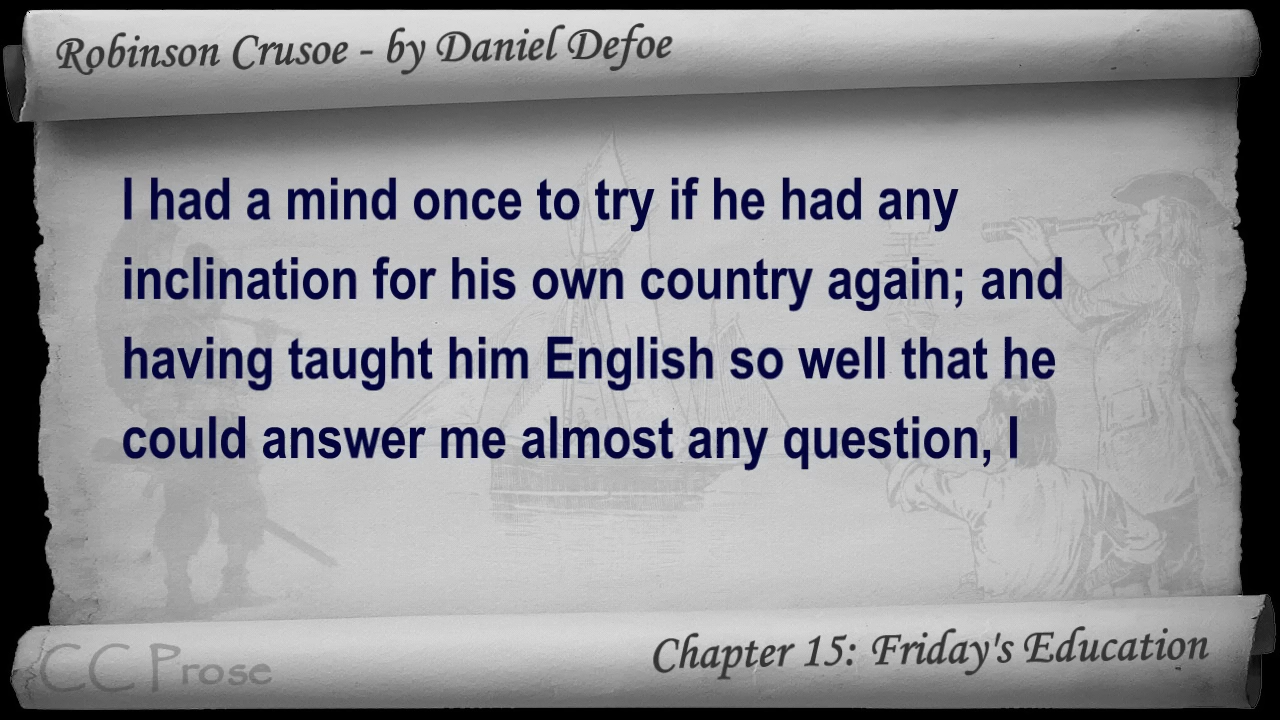 Robinson Crusoe - by Daniel Defoe
I had a mind once to try if he had any
inclination for his own country again; and
having taught him English so well that he
could answer me almost any question, I
CC Prose
Chapter 15: Friday's Education